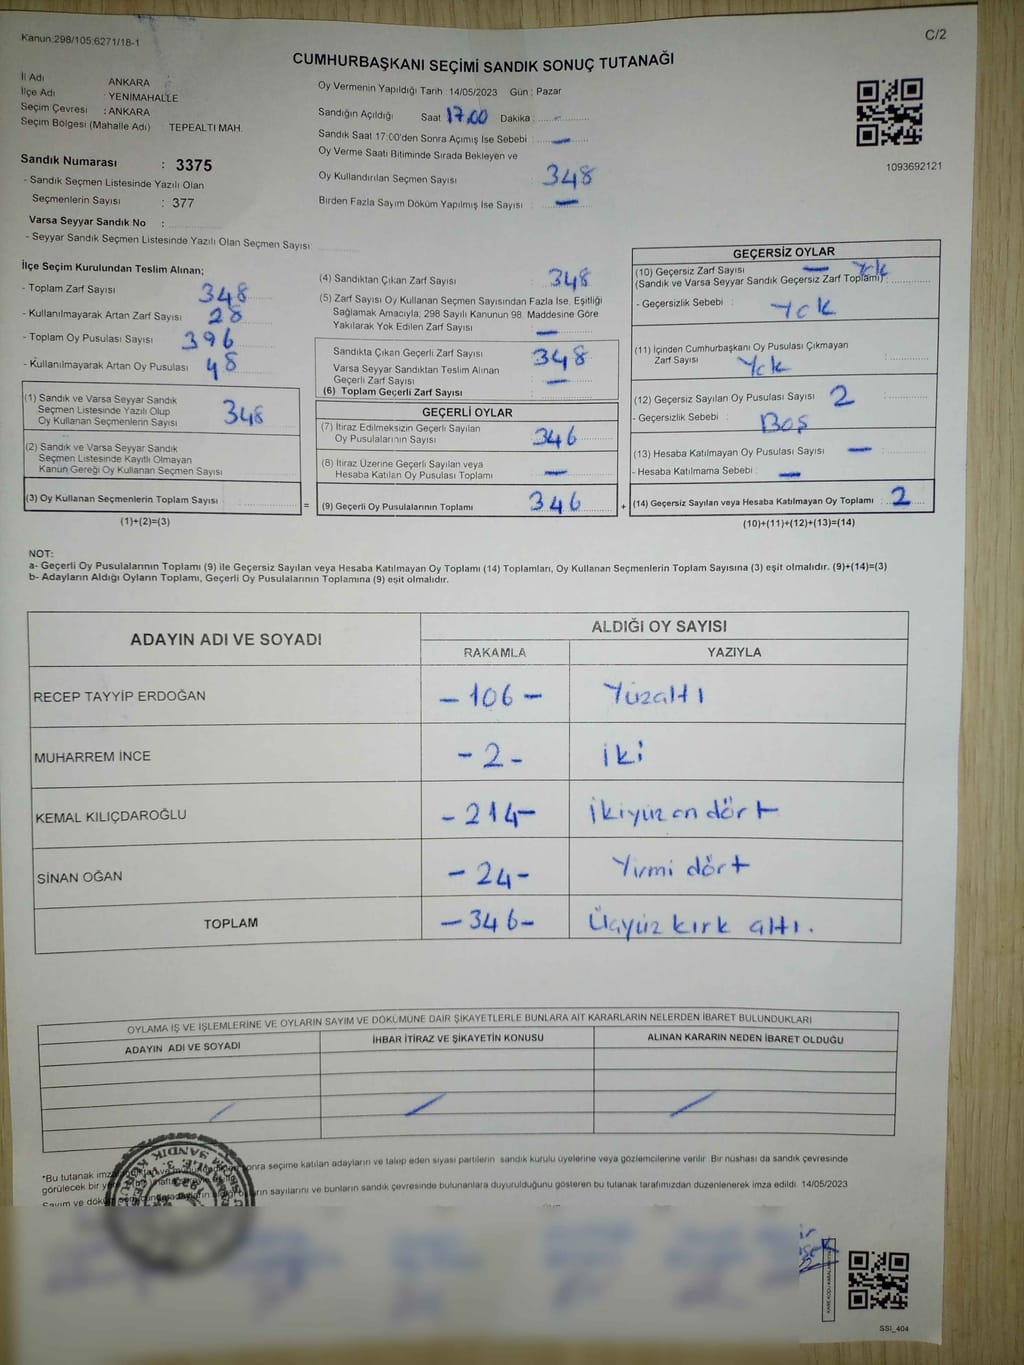 Kanun:298/105;6271/18-1
C/2
CUMHURBAŞKANI SEÇİMİ SANDIK SONUÇ TUTANAĞI
İl Adı : ANKARA
İlçe Adı : YENİMAHALLE
Seçim Çevresi : ANKARA
Seçim Bölgesi (Mahalle Adı) : TEPEALTI MAH.
Sandık Numarası : 3375
- Sandık Seçmen Listesinde Yazılı Olan
Seçmenlerin Sayısı : 377
Varsa Seyyar Sandık No :
- Seyyar Sandık Seçmen Listesinde Yazılı Olan Seçmen Sayısı:
Oy Vermenin Yapıldığı Tarih :14/05/2023 Gün : Pazar
Sandığın Açıldığı Saat 17,00 Dakika : -
Sandık Saat 17:00'den Sonra Açımış İse Sebebi : -
Oy Verme Saati Bitiminde Sırada Bekleyen ve
Oy Kullandırılan Seçmen Sayısı : 348
Birden Fazla Sayım Döküm Yapılmış İse Sayısı : -
1093692121
İlçe Seçim Kurulundan Teslim Alınan;
- Toplam Zarf Sayısı 348
- Kullanılmayarak Artan Zarf Sayısı : 28
- Toplam Oy Pusulası Sayısı : 396
- Kullanılmayarak Artan Oy Pusulası : 48
(1) Sandık ve Varsa Seyyar Sandık
Seçmen Listesinde Yazılı Olup
Oy Kullanan Seçmenlerin Sayısı 348
(2) Sandık ve Varsa Seyyar Sandık
Seçmen Listesinde Kayıtlı Olmayan
Kanun Gereği Oy Kullanan Seçmen Sayısı
(3) Oy Kullanan Seçmenlerin Toplam Sayısı
(1)+(2)=(3)
=
(4) Sandıktan Çıkan Zarf Sayısı : 348
(5) Zarf Sayısı Oy Kullanan Seçmen Sayısından Fazla İse, Eşitliği
Sağlamak Amacıyla; 298 Sayılı Kanunun 98. Maddesine Göre
Yakılarak Yok Edilen Zarf Sayısı : -
Sandıkta Çıkan Geçerli Zarf Sayısı : 348
Varsa Seyyar Sandıktan Teslim Alınan
Geçerli Zarf Sayısı : -
(6) Toplam Geçerli Zarf Sayısı
GEÇERLİ OYLAR
(7) İtiraz Edilmeksizin Geçerli Sayılan
Oy Pusulalarının Sayısı : 346
(8) İtiraz Üzerine Geçerli Sayılan veya
Hesaba Katılan Oy Pusulası Toplamı : -
(9) Geçerli Oy Pusulalarının Toplamı : 346
+
GEÇERSİZ OYLAR
(10) Geçersiz Zarf Sayısı - Yok
(Sandık ve Varsa Seyyar Sandık Geçersiz Zarf Toplamı) :
- Geçersizlik Sebebi : Yok
(11) İçinden Cumhurbaşkanı Oy Pusulası Çıkmayan
Zarf Sayısı Yok :
(12) Geçersiz Sayılan Oy Pusulası Sayısı : 2
- Geçersizlik Sebebi : Boş
(13) Hesaba Katılmayan Oy Pusulası Sayısı : -
- Hesaba Katılmama Sebebi : -
(14) Geçersiz Sayılan veya Hesaba Katılmayan Oy Toplamı : 2
(10)+(11)+(12)+(13)=(14)
NOT:
a- Geçerli Oy Pusulalarının Toplamı (9) ile Geçersiz Sayılan veya Hesaba Katılmayan Oy Toplamı (14) Toplamları, Oy Kullanan Seçmenlerin Toplam Sayısına (3) eşit olmalıdır. (9)+(14)=(3)
b- Adayların Aldığı Oyların Toplamı, Geçerli Oy Pusulalarının Toplamına (9) eşit olmalıdır.
ADAYIN ADI VE SOYADI
ALDIĞI OY SAYISI
RAKAMLA YAZIYLA
RECEP TAYYİP ERDOĞAN -106- Yüzaltı
MUHARREM İNCE -2- iki
KEMAL KILIÇDAROĞLU -214- ikiyüz on dört
SİNAN OĞAN -24- Yirmi dört
TOPLAM -346- Üçyüz kırk altı.
OYLAMA İŞ VE İŞLEMLERİNE VE OYLARIN SAYIM VE DÖKÜMÜNE DAİR ŞİKAYETLERLE BUNLARA AİT KARARLARIN NELERDEN İBARET BULUNDUKLARI
ADAYIN ADI VE SOYADI İHBAR İTİRAZ VE ŞİKAYETİN KONUSU ALINAN KARARIN NEDEN İBARET OLDUĞU
*Bu tutanak sonra seçime katılan adayların ve talep eden siyasi partilerin sandık kurulu üyelerine veya gözlemcilerine verilir. Bir nüshası da sandık çevresinde
görülecek bir sayılarını ve bunların sandık çevresinde bulunanlara duyurulduğunu gösteren bu tutanak tarafımızdan düzenlenerek imza edildi. 14/05/2023
Sayım ve
SSI_404